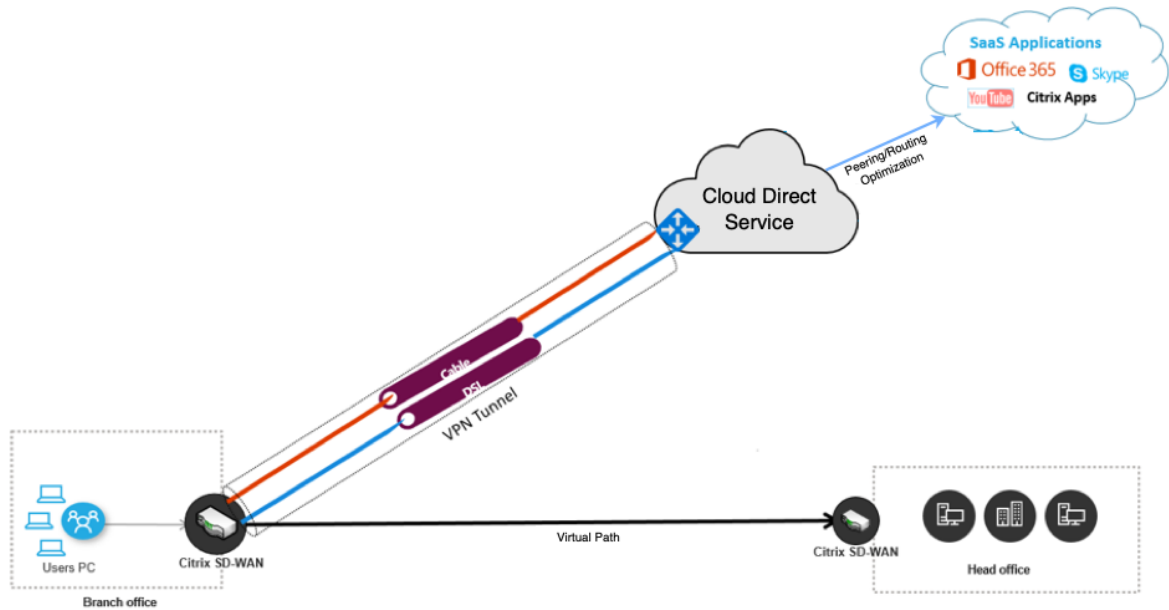 SaaS Applications
Office 365
Skype
YouTube
Citrix Apps
Peering/Routing
Optimization
Cloud Direct
Service
Cable
DSL
VPN Tunnel
Users PC
Citrix SD-WAN
Branch office
Virtual Path
Citrix SD-WAN
Head office